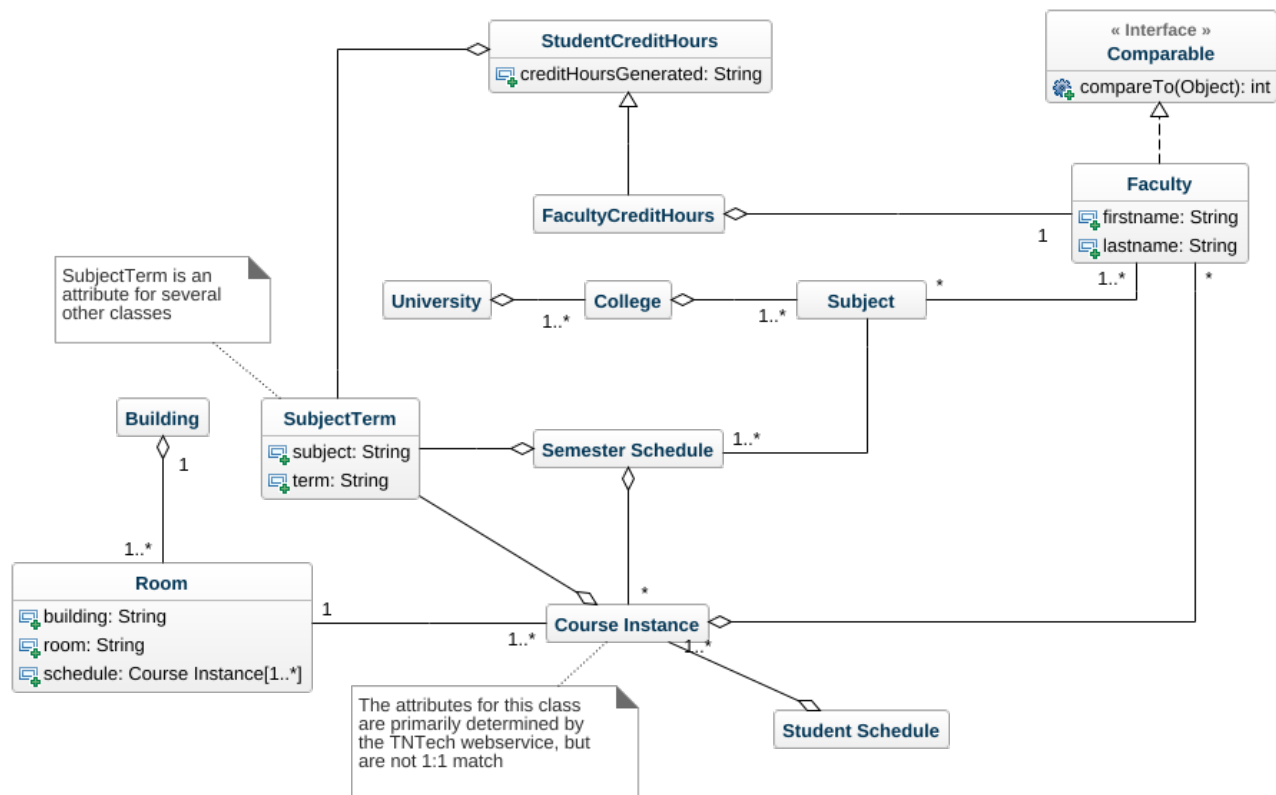 StudentCreditHours
creditHoursGenerated: String
« Interface »
Comparable
compareTo(Object): int
Faculty
firstname: String
lastname: String
FacultyCreditHours
1
1..*
*
SubjectTerm is an
attribute for several
other classes
University
1..*
College
1..*
Subject
*
Building
1
SubjectTerm
subject: String
term: String
Semester Schedule
1..*
1..*
Room
building: String
room: String
schedule: Course Instance[1..*]
1
1..*
*
Course Instance
1..*
The attributes for this class
are primarily determined by
the TNTech webservice, but
are not 1:1 match
Student Schedule